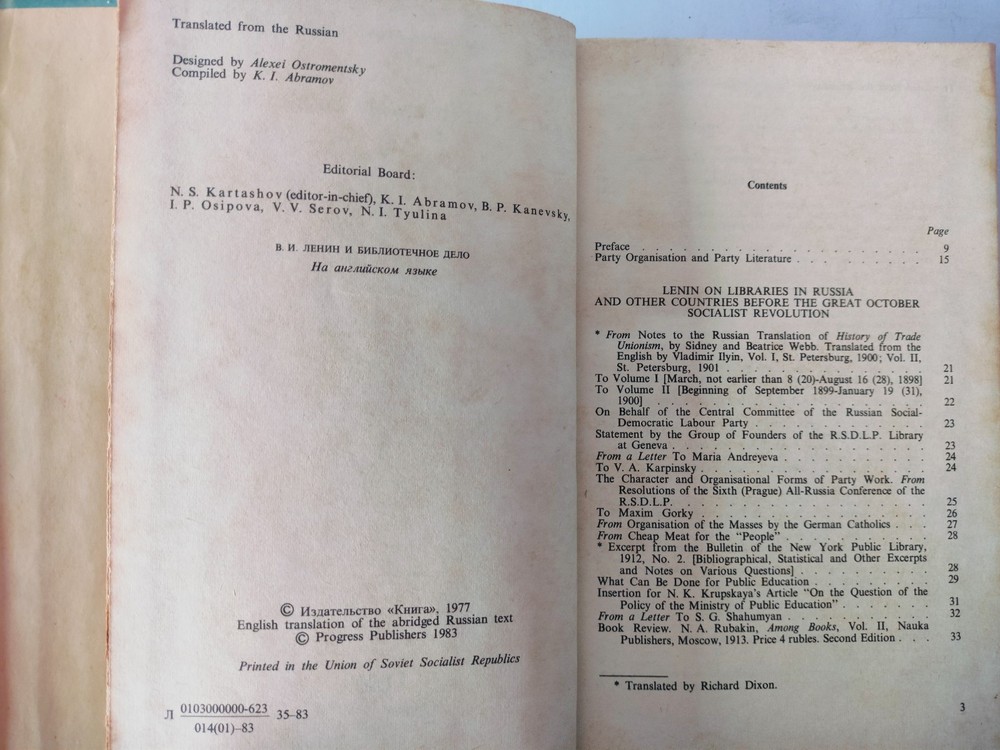 Translated from the Russian
Designed by Alexei Ostromentsky
Compiled by K. I. Abramov
Editorial Board:
N. S. Kartashov (editor-in-chief), K. I. Abramov, B. P. Kanevsky,
I. P. Osipova, V. V. Serov, N. I. Tyulina
В. И. ЛЕНИН И БИБЛИОТЕЧНОЕ ДЕЛО
На английском языке
© Издательство «Книга», 1977
English translation of the abridged Russian text
© Progress Publishers 1983
Printed in the Union of Soviet Socialist Republics
Л 0103000000-623 35–83
014(01)–83
Contents
Page
Preface . . . . . . . . . . . . . . . . . . 9
Party Organisation and Party Literature . . . . . . . . . 15
LENIN ON LIBRARIES IN RUSSIA
AND OTHER COUNTRIES BEFORE THE GREAT OCTOBER
SOCIALIST REVOLUTION
* From Notes to the Russian Translation of History of Trade
Unionism, by Sidney and Beatrice Webb. Translated from the
English by Vladimir Ilyin, Vol. I, St. Petersburg, 1900; Vol. II,
St. Petersburg, 1901 . . . . . . . . . . . . . . 21
To Volume I [March, not earlier than 8 (20)-August 16 (28), 1898] 21
To Volume II [Beginning of September 1899-January 19 (31),
1900] . . . . . . . . . . . . . . . . . 22
On Behalf of the Central Committee of the Russian Social-
Democratic Labour Party . . . . . . . . . . . . 23
Statement by the Group of Founders of the R.S.D.L.P. Library
at Geneva . . . . . . . . . . . . . . . . 23
From a Letter To Maria Andreyeva . . . . . . . . . . 24
To V. A. Karpinsky . . . . . . . . . . . . . . . 24
The Character and Organisational Forms of Party Work. From
Resolutions of the Sixth (Prague) All-Russia Conference of the
R.S.D.L.P. . . . . . . . . . . . . . . . . 25
To Maxim Gorky . . . . . . . . . . . . . . . . 26
From Organisation of the Masses by the German Catholics . . . 27
From Cheap Meat for the "People" . . . . . . . . . . 28
* Excerpt from the Bulletin of the New York Public Library,
1912, No. 2. [Bibliographical, Statistical and Other Excerpts
and Notes on Various Questions] . . . . . . . . . 28
What Can Be Done for Public Education . . . . . . . . 29
Insertion for N. K. Krupskaya's Article "On the Question of the
Policy of the Ministry of Public Education" . . . . . . . 31
From a Letter To S. G. Shahumyan . . . . . . . . . . 32
Book Review. N. A. Rubakin, Among Books, Vol. II, Nauka
Publishers, Moscow, 1913. Price 4 rubles. Second Edition . . . 33
* Translated by Richard Dixon.
3